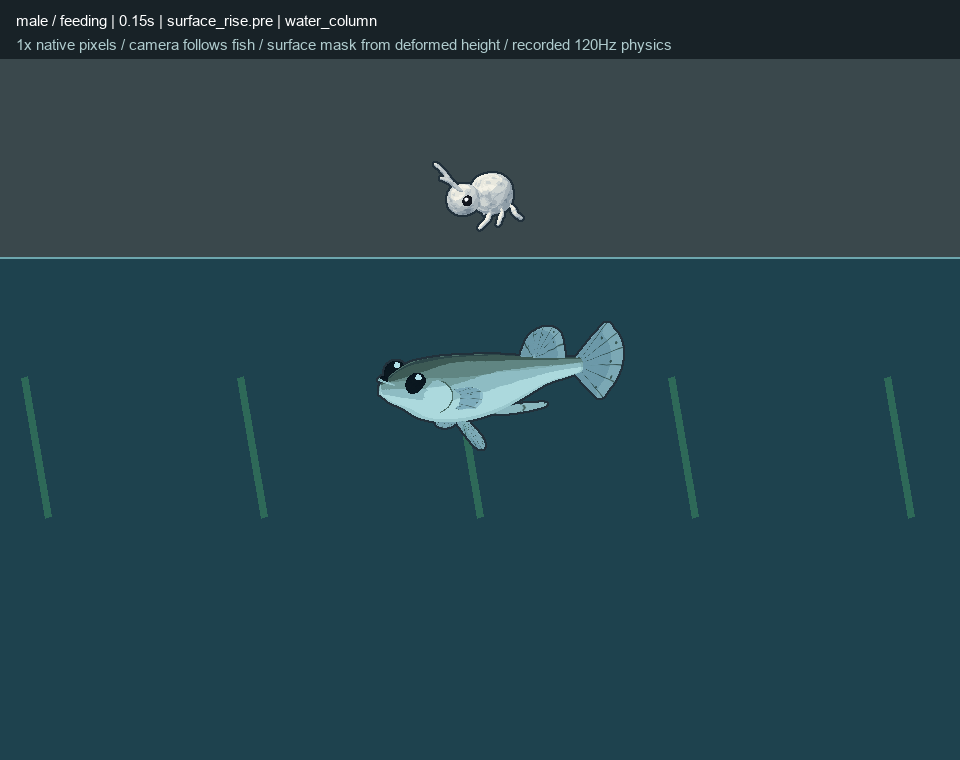 male / feeding | 0.15s | surface_rise.pre | water_column
1x native pixels / camera follows fish / surface mask from deformed height / recorded 120Hz physics